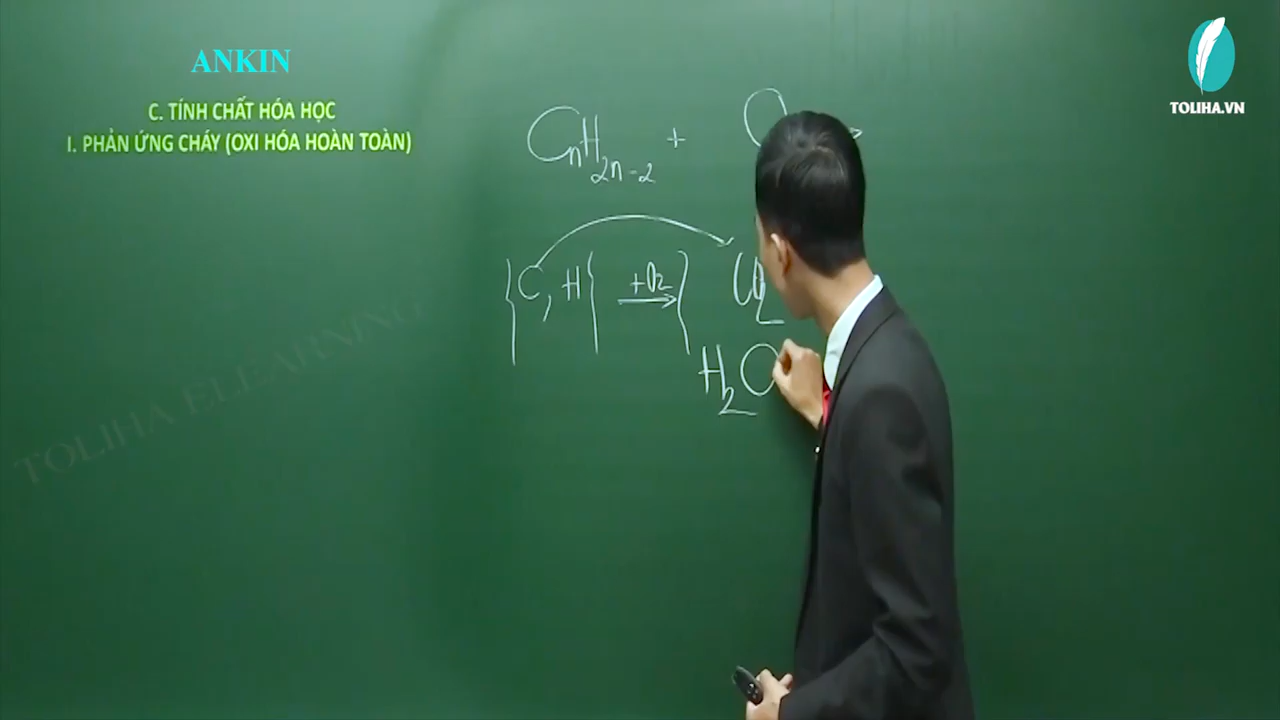 ANKIN
C. TÍNH CHẤT HÓA HỌC
I. PHẢN ỨNG CHÁY (OXI HÓA HOÀN TOÀN)
TOLIHA.VN
CnH2n-2 + O
{C, H{ +O2 → } CO2
H2O
TOLIHA ELEARNING